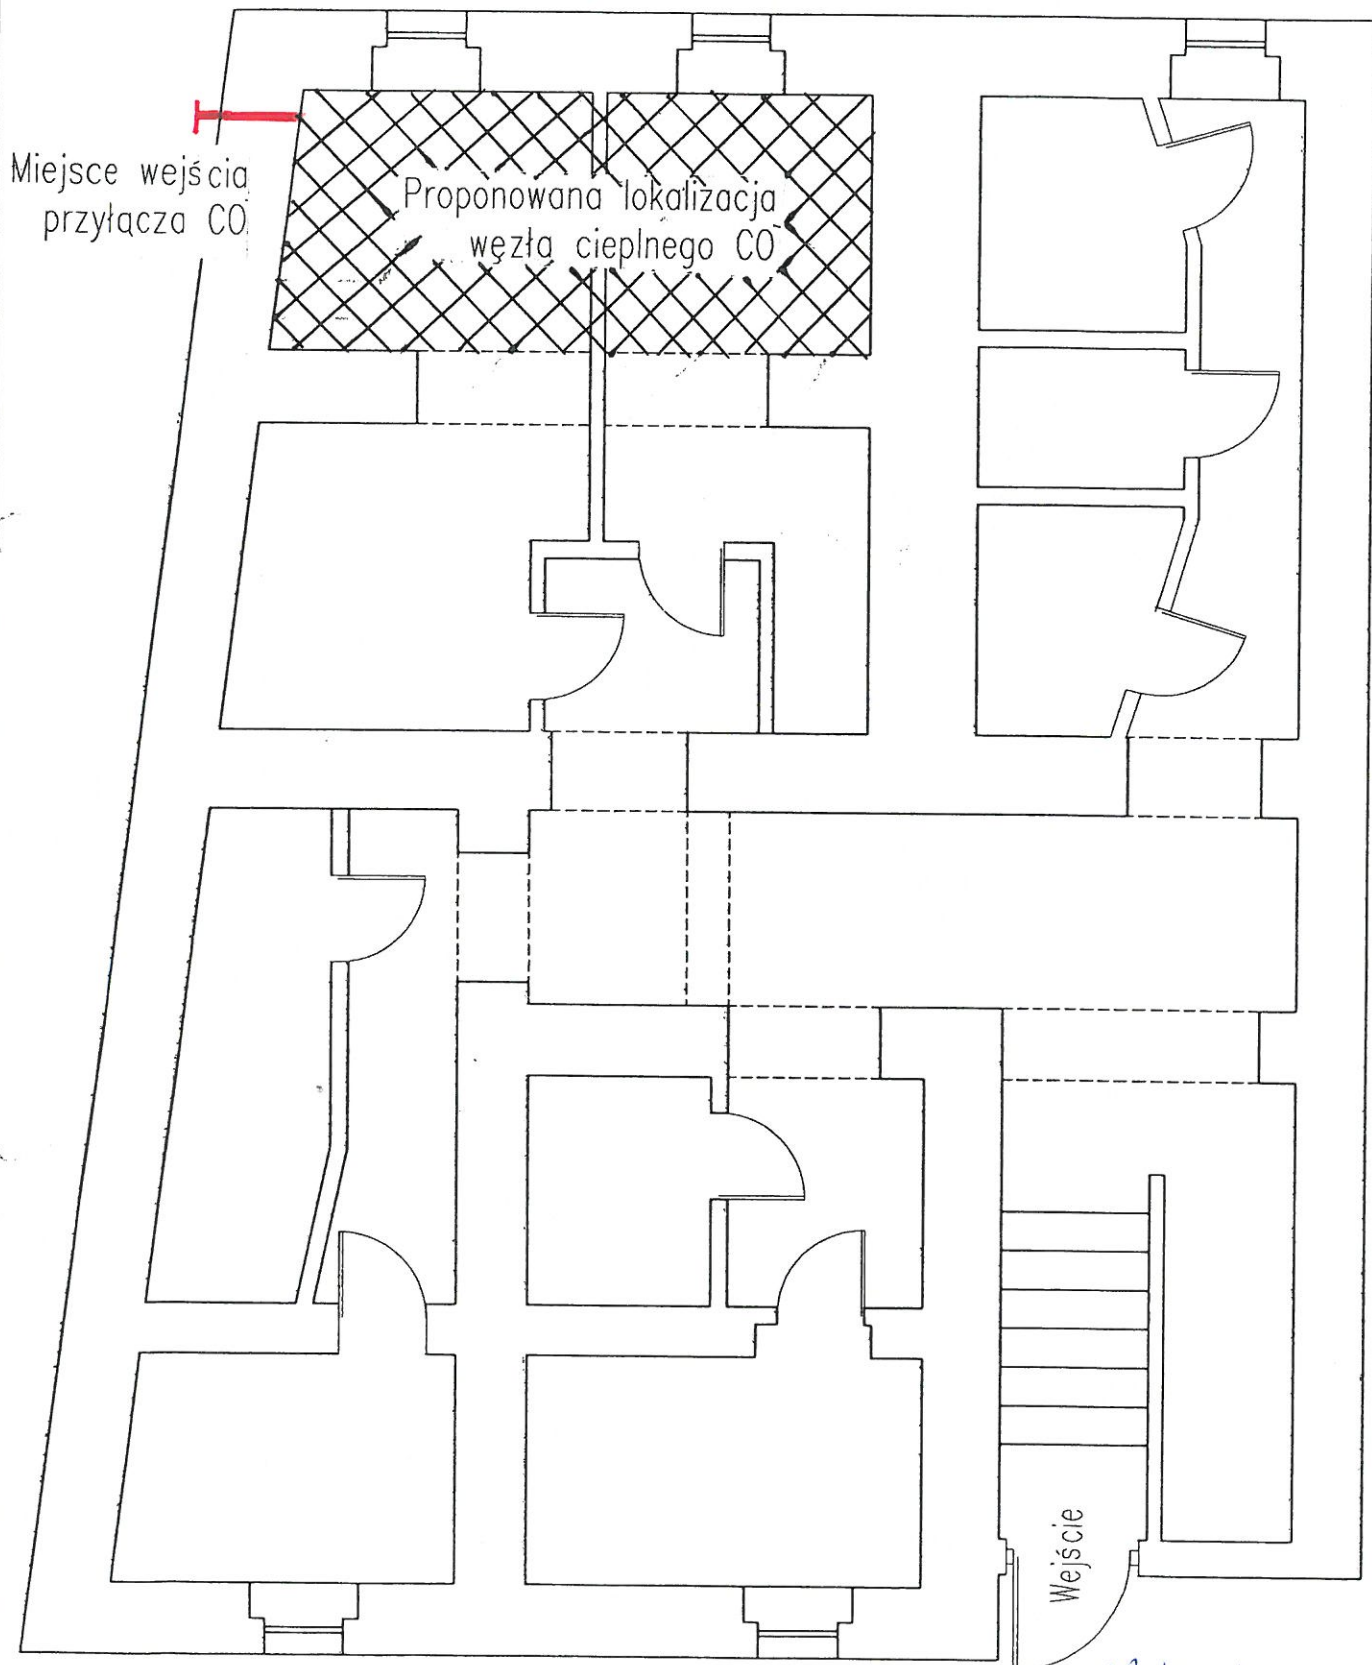 Miejsce wejścia
przyłącza CO
Proponowana lokalizacja
węzła cieplnego CO
Wejście